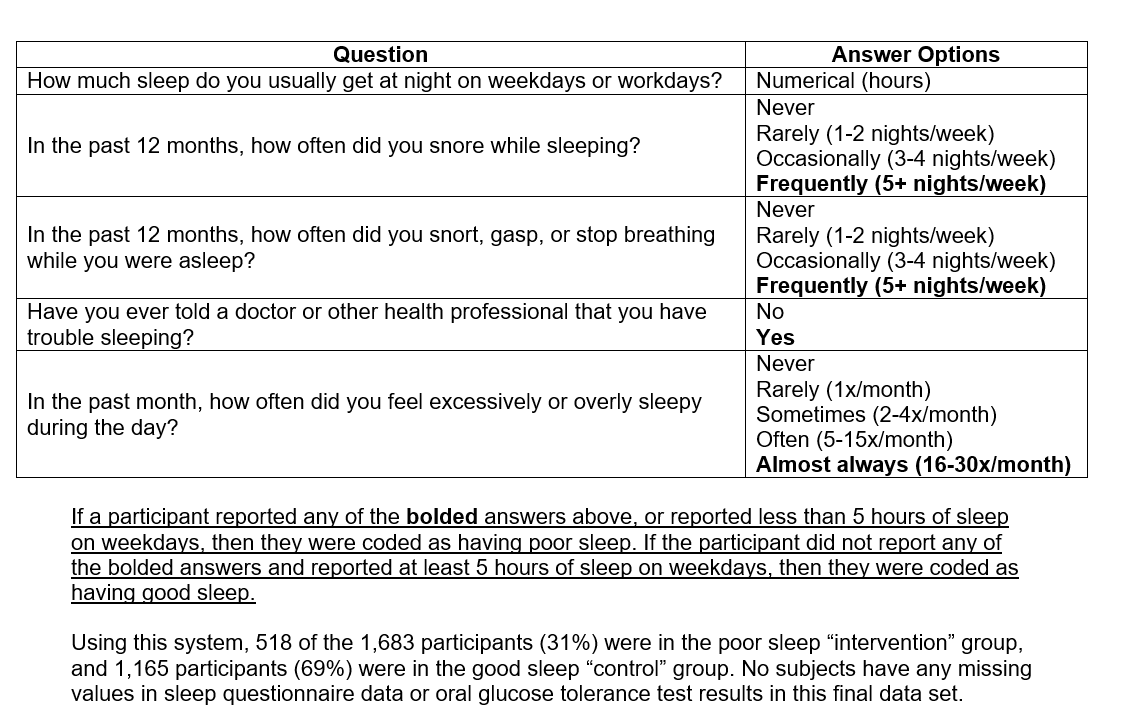 Question Answer Options
How much sleep do you usually get at night on weekdays or workdays? Numerical (hours)
In the past 12 months, how often did you snore while sleeping?
Never
Rarely (1-2 nights/week)
Occasionally (3-4 nights/week)
Frequently (5+ nights/week)
In the past 12 months, how often did you snort, gasp, or stop breathing
while you were asleep?
Never
Rarely (1-2 nights/week)
Occasionally (3-4 nights/week)
Frequently (5+ nights/week)
Have you ever told a doctor or other health professional that you have
trouble sleeping?
No
Yes
In the past month, how often did you feel excessively or overly sleepy
during the day?
Never
Rarely (1x/month)
Sometimes (2-4x/month)
Often (5-15x/month)
Almost always (16-30x/month)
If a participant reported any of the bolded answers above, or reported less than 5 hours of sleep
on weekdays, then they were coded as having poor sleep. If the participant did not report any of
the bolded answers and reported at least 5 hours of sleep on weekdays, then they were coded as
having good sleep.
Using this system, 518 of the 1,683 participants (31%) were in the poor sleep “intervention” group,
and 1,165 participants (69%) were in the good sleep “control” group. No subjects have any missing
values in sleep questionnaire data or oral glucose tolerance test results in this final data set.